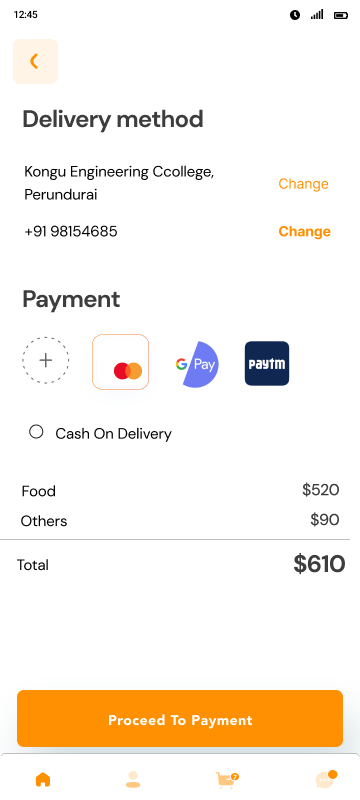 12:45
Delivery method
Kongu Engineering Ccollege,
Perundurai
Change
+91 98154685
Change
Payment
G Pay
paytm
Cash On Delivery
Food
$520
Others
$90
Total
$610
Proceed To Payment
7